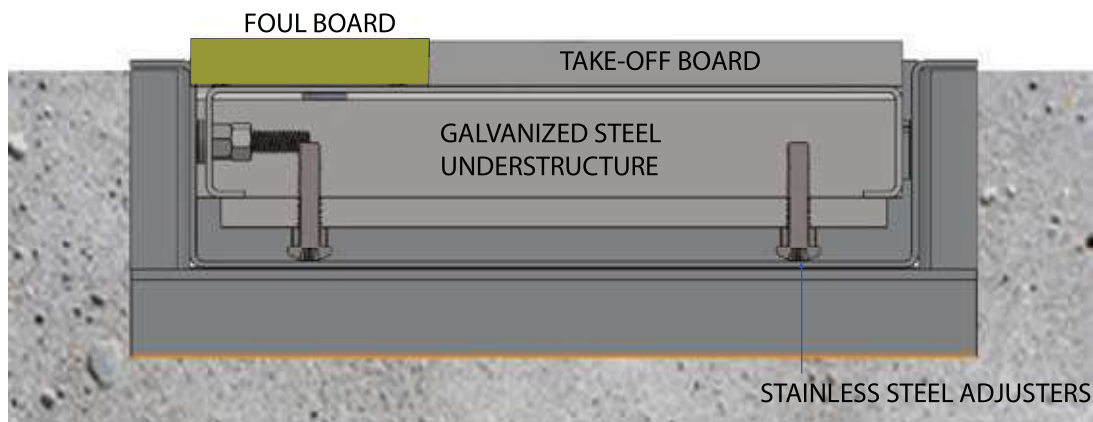 FOUL BOARD
TAKE-OFF BOARD
GALVANIZED STEEL
UNDERSTRUCTURE
STAINLESS STEEL ADJUSTERS